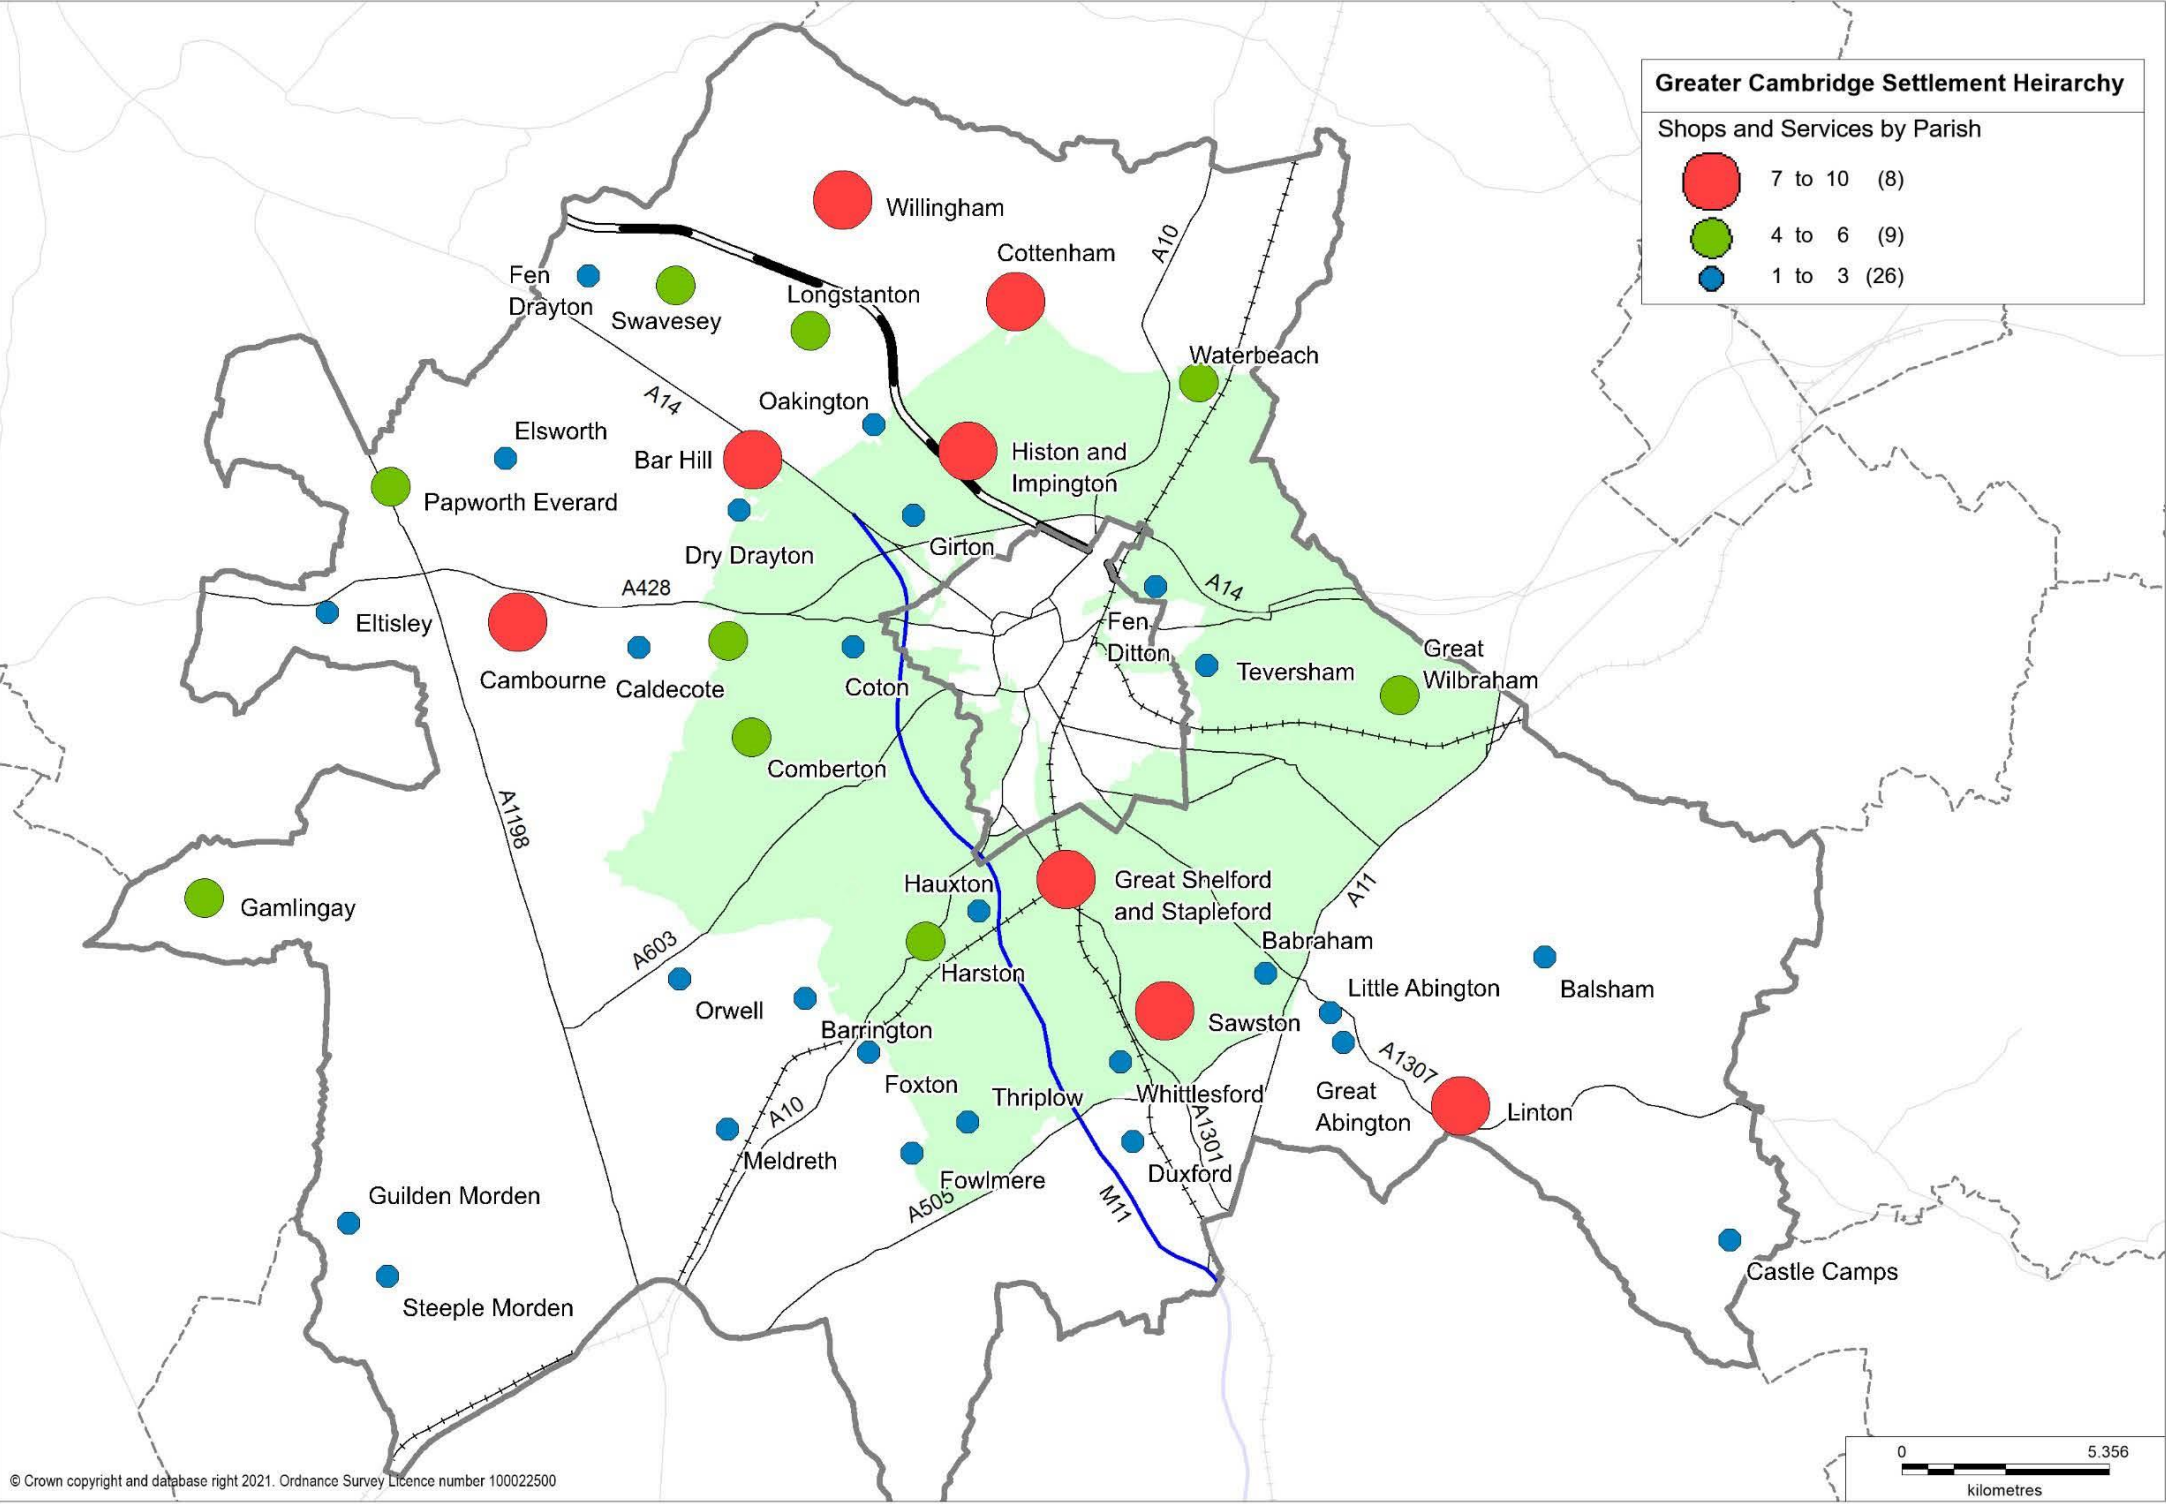 Greater Cambridge Settlement Heirarchy
Shops and Services by Parish
7 to 10 (8)
4 to 6 (9)
1 to 3 (26)
Willingham
Cottenham
A10
Fen
Drayton
Swavesey
Longstanton
Waterbeach
A14
Oakington
Elsworth
Bar Hill
Histon and
Impington
Papworth Everard
Dry Drayton
Girton
A428
A14
Eltisley
Fen
Ditton
Great
Wilbraham
Teversham
Cambourne
Caldecote
Coton
Comberton
A1198
Hauxton
Great Shelford
and Stapleford
A11
Gamlingay
A603
Harston
Babraham
Little Abington
Balsham
Orwell
Barrington
Sawston
A1307
Foxton
Thriplow
Whittlesford
Great
Abington
Linton
A10
A1301
Meldreth
Fowlmere
Duxford
A505
M11
Guilden Morden
Steeple Morden
Castle Camps
0 5.356
kilometres
© Crown copyright and database right 2021. Ordnance Survey Licence number 100022500